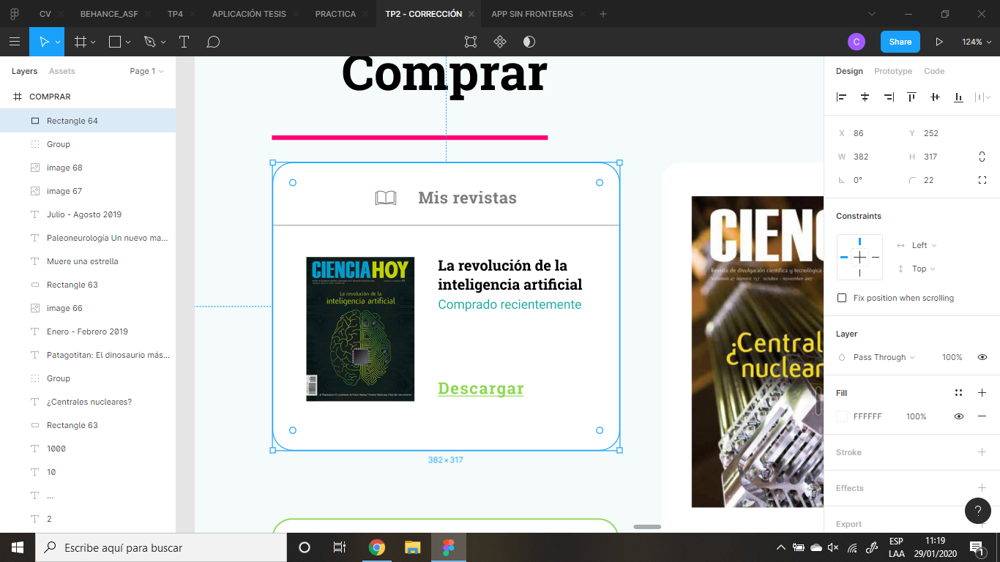 CV
BEHANCE_ASF
TP4
APLICACIÓN TESIS
PRACTICA
TP2 - CORRECCIÓN
APP SIN FRONTERAS
C
Share
124%
Layers
Assets
Page 1
COMPRAR
Rectangle 64
Group
image 68
image 67
Julio - Agosto 2019
Paleoneurología Un nuevo ma...
Muere una estrella
Rectangle 63
image 66
Enero - Febrero 2019
Patagotitan: El dinosaurio más...
Group
¿Centrales nucleares?
Rectangle 63
1000
10
...
2
Comprar
Mis revistas
CIENCIAHOY
La revolución de la
inteligencia artificial
La revolución de la
inteligencia artificial
Comprado recientemente
Descargar
382 × 317
CIENC
Revista de divulgación científica y tecnológica
Volumen 27 número 157 octubre - noviembre 2017
¿Central
nuclear
Design
Prototype
Code
X 86
Y 252
W 382
H 317
0°
22
Constraints
Left
Top
Fix position when scrolling
Layer
Pass Through
100%
Fill
FFFFFF
100%
Stroke
Effects
Export
?
Escribe aquí para buscar
ESP
LAA
11:19
29/01/2020
1